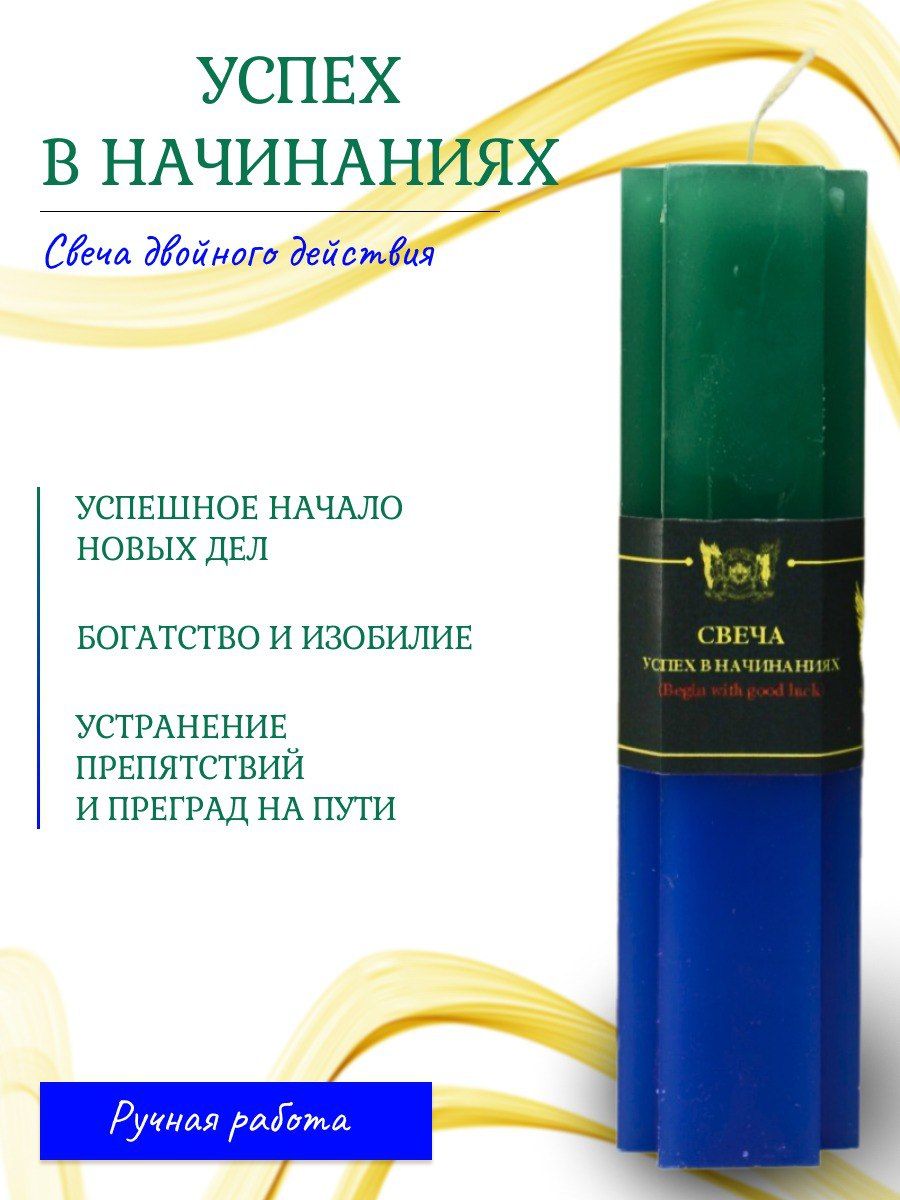 УСПЕХ
В НАЧИНАНИЯХ
Свеча двойного действия
УСПЕШНОЕ НАЧАЛО
НОВЫХ ДЕЛ
БОГАТСТВО И ИЗОБИЛИЕ
УСТРАНЕНИЕ
ПРЕПЯТСТВИЙ
И ПРЕГРАД НА ПУТИ
СВЕЧА
УСПЕХ В НАЧИНАНИЯХ
(Begin with good luck
Ручная работа